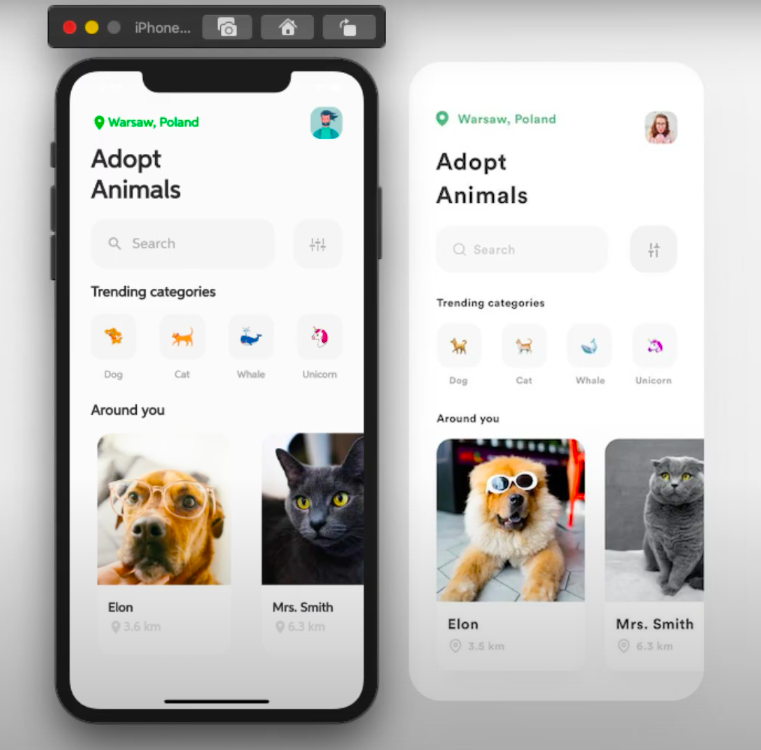 iPhone...
Warsaw, Poland
Adopt
Animals
Search
Trending categories
Dog Cat Whale Unicorn
Around you
Elon Mrs. Smith
3.6 km 6.3 km
Warsaw, Poland
Adopt
Animals
Search
Trending categories
Dog Cat Whale Unicorn
Around you
Elon Mrs. Smith
3.5 km 6.3 km